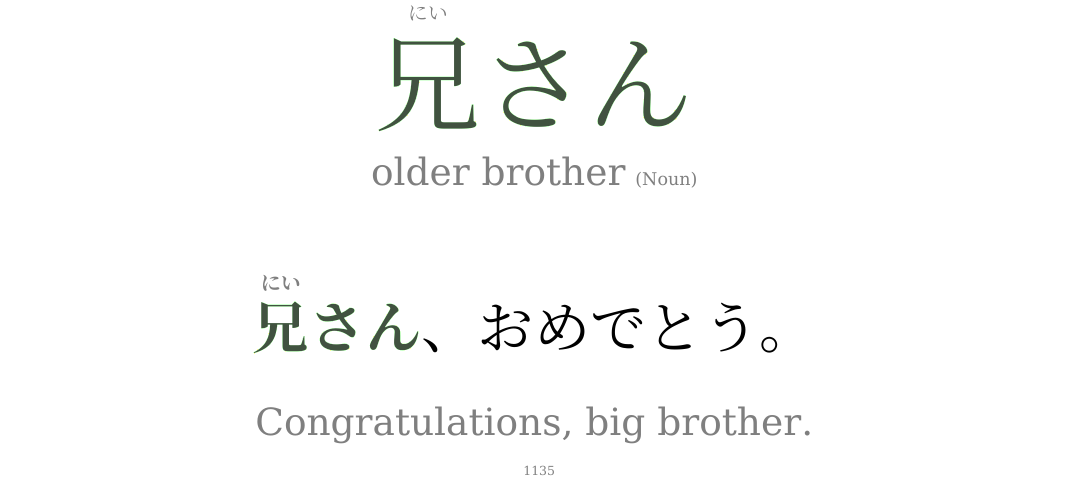 にい
兄さん
older brother (Noun)
にい
兄さん、おめでとう。
Congratulations, big brother.
1135